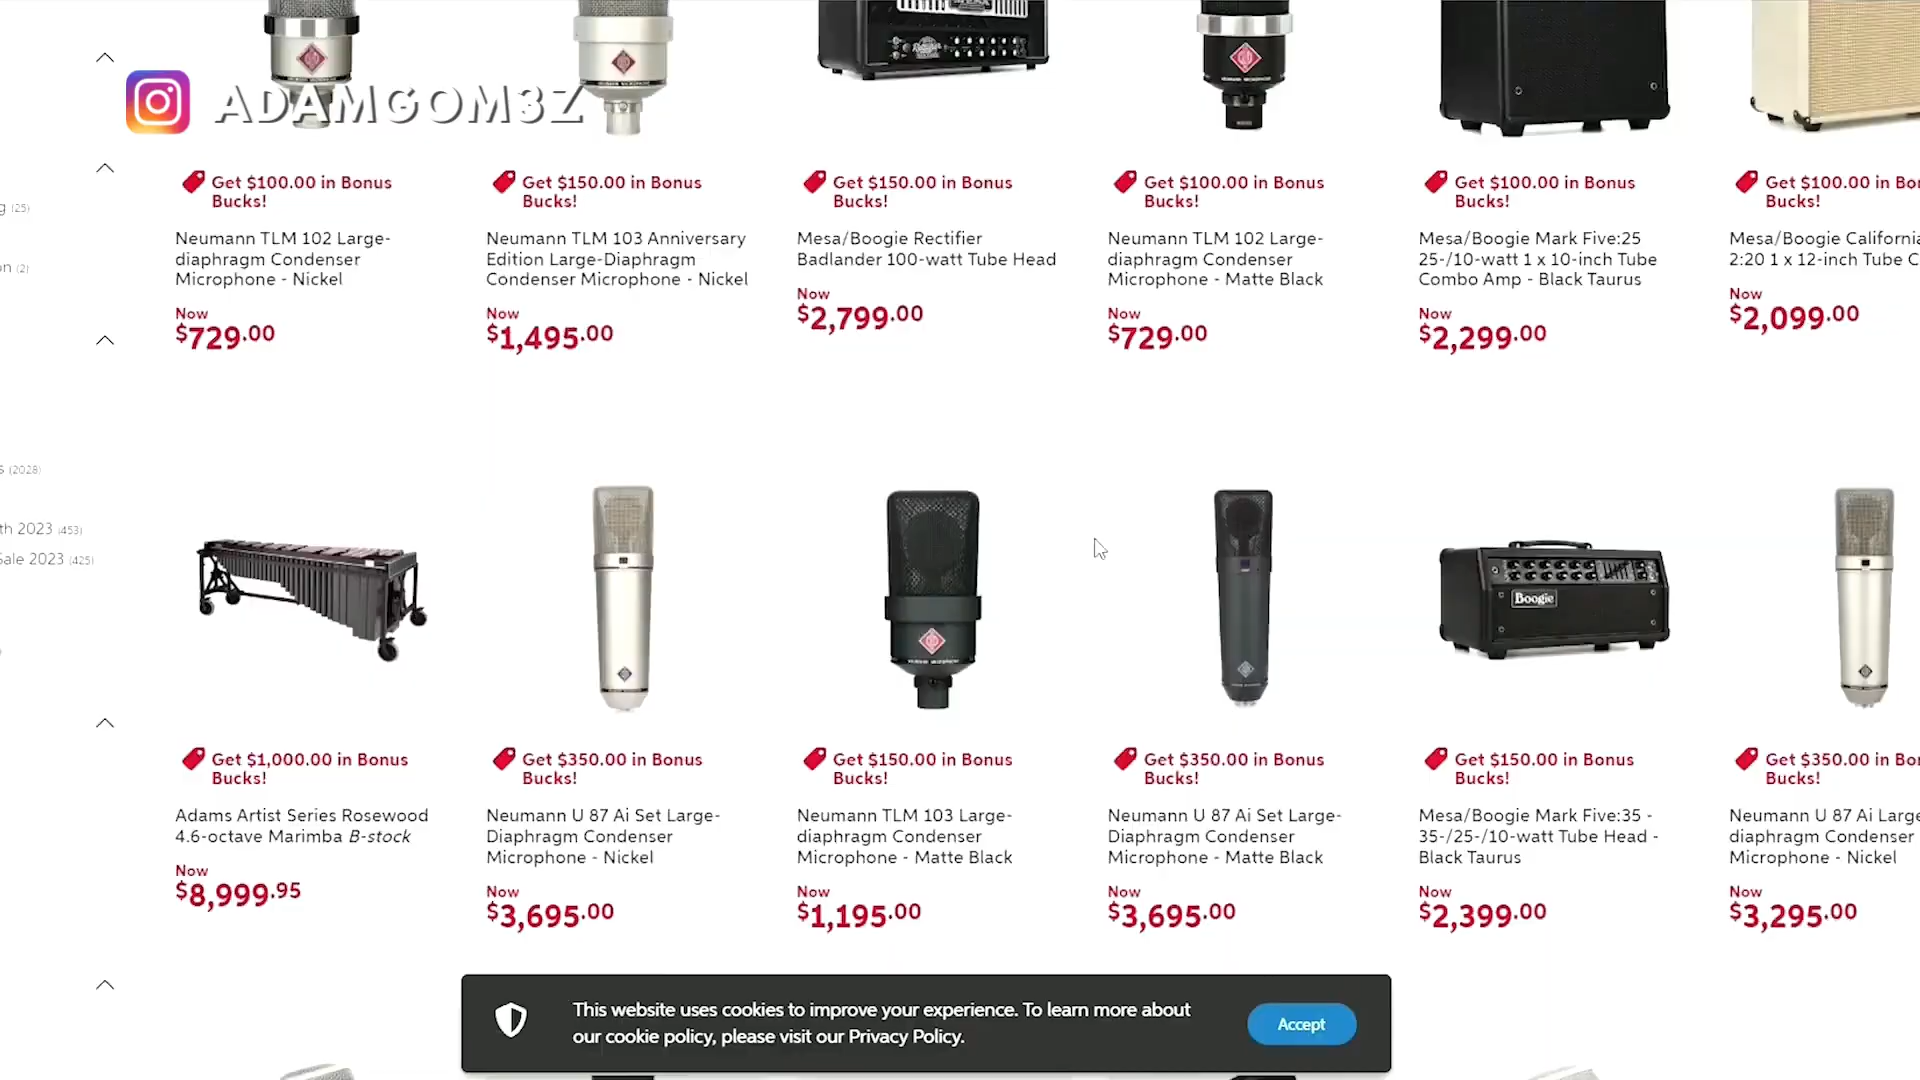 ADAMGOM3Z
g (25)
on (2)
s (2028)
th 2023 (453)
Sale 2023 (425)
Get $100.00 in Bonus
Bucks!
Neumann TLM 102 Large-
diaphragm Condenser
Microphone - Nickel
Now
$729.00
Get $150.00 in Bonus
Bucks!
Neumann TLM 103 Anniversary
Edition Large-Diaphragm
Condenser Microphone - Nickel
Now
$1,495.00
Get $150.00 in Bonus
Bucks!
Mesa/Boogie Rectifier
Badlander 100-watt Tube Head
Now
$2,799.00
Get $100.00 in Bonus
Bucks!
Neumann TLM 102 Large-
diaphragm Condenser
Microphone - Matte Black
Now
$729.00
Get $100.00 in Bonus
Bucks!
Mesa/Boogie Mark Five:25
25-/10-watt 1 x 10-inch Tube
Combo Amp - Black Taurus
Now
$2,299.00
Get $100.00 in Bo
Bucks!
Mesa/Boogie California
2:20 1 x 12-inch Tube C
Now
$2,099.00
Boogie
Get $1,000.00 in Bonus
Bucks!
Adams Artist Series Rosewood
4.6-octave Marimba B-stock
Now
$8,999.95
Get $350.00 in Bonus
Bucks!
Neumann U 87 Ai Set Large-
Diaphragm Condenser
Microphone - Nickel
Now
$3,695.00
Get $150.00 in Bonus
Bucks!
Neumann TLM 103 Large-
diaphragm Condenser
Microphone - Matte Black
Now
$1,195.00
Get $350.00 in Bonus
Bucks!
Neumann U 87 Ai Set Large-
Diaphragm Condenser
Microphone - Matte Black
Now
$3,695.00
Get $150.00 in Bonus
Bucks!
Mesa/Boogie Mark Five:35 -
35-/25-/10-watt Tube Head -
Black Taurus
Now
$2,399.00
Get $350.00 in Bo
Bucks!
Neumann U 87 Ai Large
diaphragm Condenser
Microphone - Nickel
Now
$3,295.00
This website uses cookies to improve your experience. To learn more about
our cookie policy, please visit our Privacy Policy.
Accept